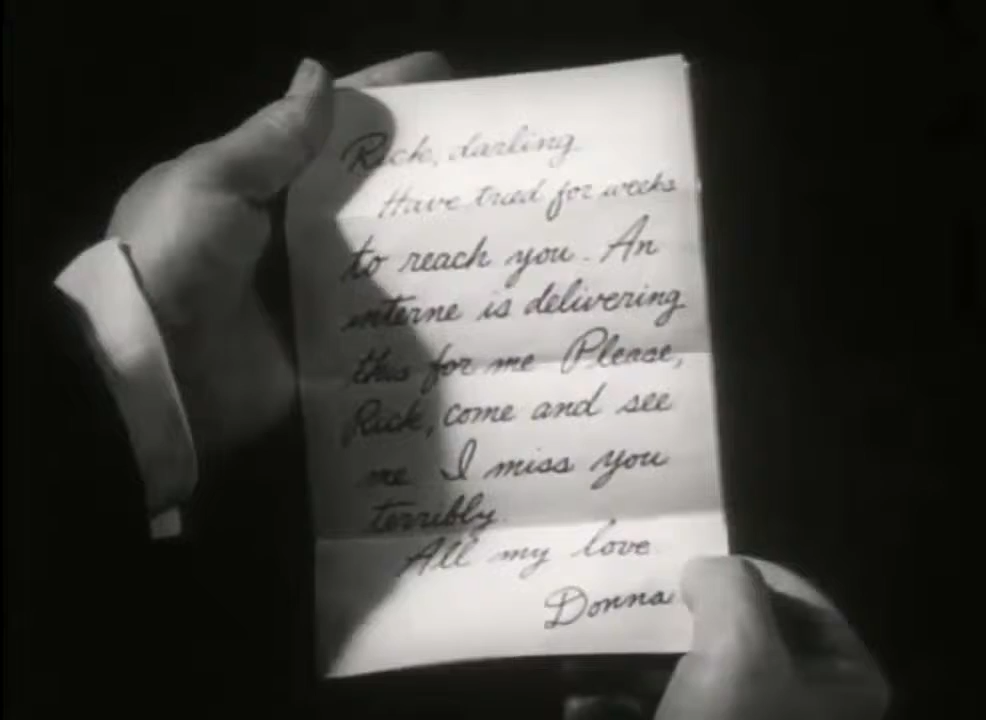 Rick, darling.
Have tried for weeks
to reach you. An
interne is delivering
this for me Please,
Rick, come and see
me. I miss you
terribly.
All my love
Donna